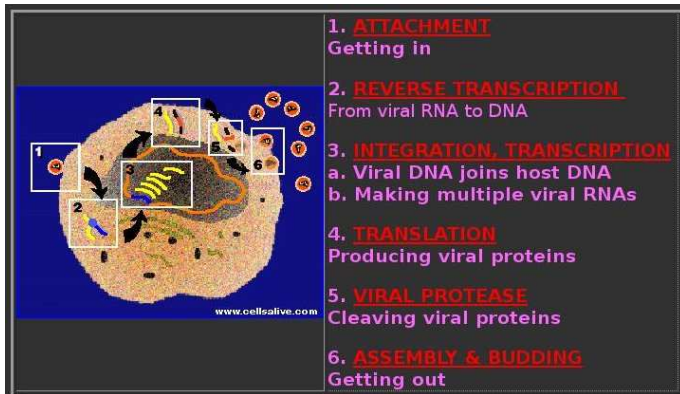 1. ATTACHMENT
Getting in
2. REVERSE TRANSCRIPTION
From viral RNA to DNA
3. INTEGRATION, TRANSCRIPTION
a. Viral DNA joins host DNA
b. Making multiple viral RNAs
4. TRANSLATION
Producing viral proteins
5. VIRAL PROTEASE
Cleaving viral proteins
6. ASSEMBLY & BUDDING
Getting out
1
2
3
4
5
6
www.cellsalive.com